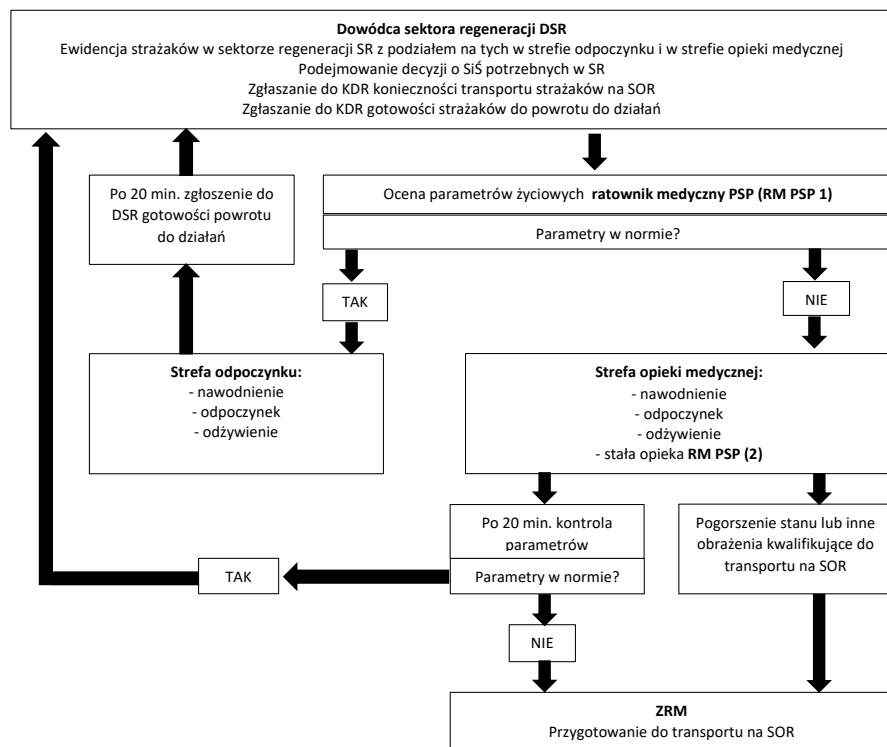 Dowódca sektora regeneracji DSR
Ewidencja strażaków w sektorze regeneracji SR z podziałem na tych w strefie odpoczynku i w strefie opieki medycznej
Podejmowanie decyzji o SiŚ potrzebnych w SR
Zgłaszanie do KDR konieczności transportu strażaków na SOR
Zgłaszanie do KDR gotowości strażaków do powrotu do działań
Po 20 min. zgłoszenie do
DSR gotowości powrotu
do działań
Ocena parametrów życiowych ratownik medyczny PSP (RM PSP 1)
Parametry w normie?
TAK
NIE
Strefa odpoczynku:
- nawodnienie
- odpoczynek
- odżywienie
Strefa opieki medycznej:
- nawodnienie
- odpoczynek
- odżywienie
- stała opieka RM PSP (2)
Po 20 min. kontrola
parametrów
Parametry w normie?
Pogorszenie stanu lub inne
obrażenia kwalifikujące do
transportu na SOR
TAK
NIE
ZRM
Przygotowanie do transportu na SOR